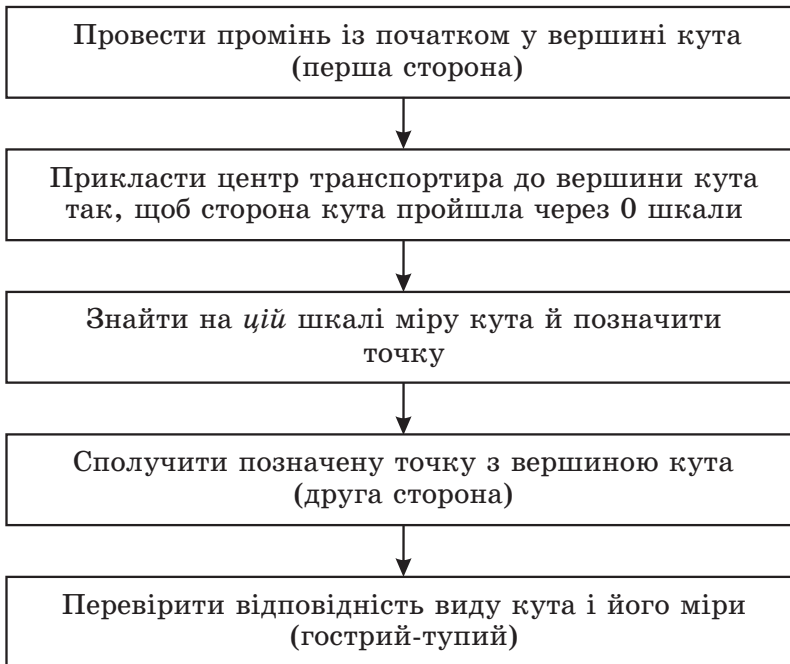 Провести промінь із початком у вершині кута
(перша сторона)
Прикласти центр транспортира до вершини кута
так, щоб сторона кута пройшла через 0 шкали
Знайти на цій шкалі міру кута й позначити
точку
Сполучити позначену точку з вершиною кута
(друга сторона)
Перевірити відповідність виду кута і його міри
(гострий-тупий)